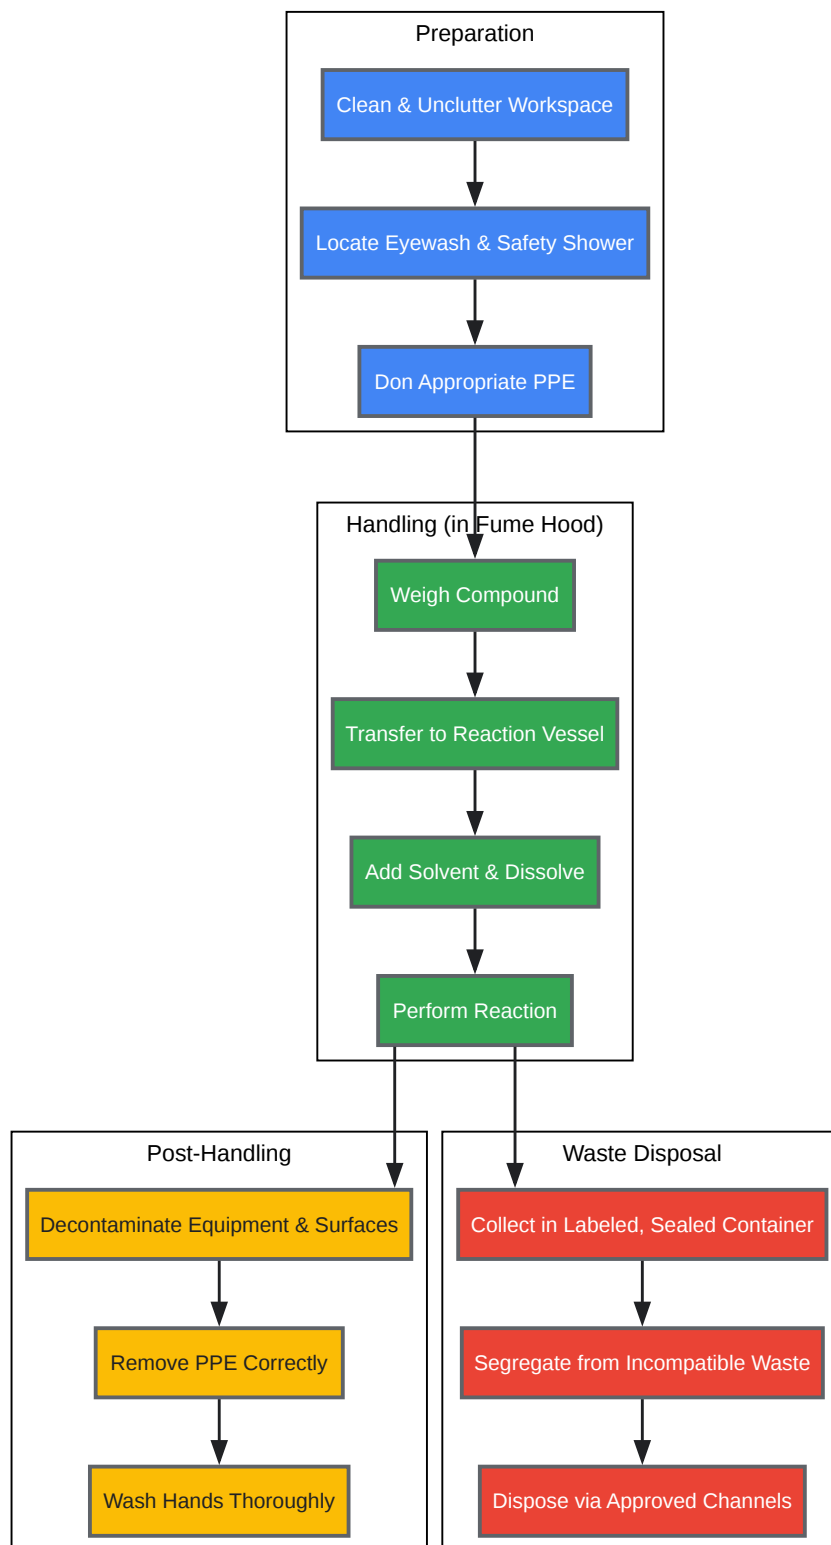 Preparation
Clean & Unclutter Workspace
Locate Eyewash & Safety Shower
Don Appropriate PPE
Handling (in Fume Hood)
Weigh Compound
Transfer to Reaction Vessel
Add Solvent & Dissolve
Perform Reaction
Post-Handling
Decontaminate Equipment & Surfaces
Remove PPE Correctly
Wash Hands Thoroughly
Waste Disposal
Collect in Labeled, Sealed Container
Segregate from Incompatible Waste
Dispose via Approved Channels